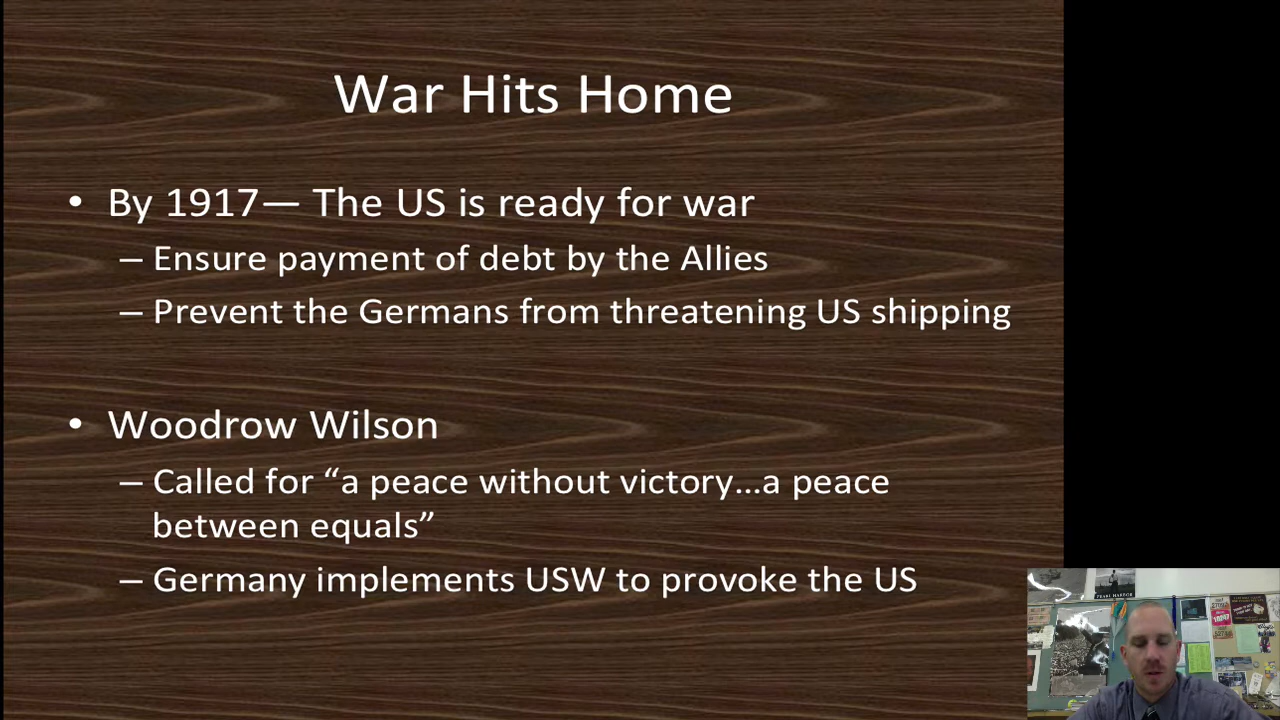 War Hits Home
• By 1917— The US is ready for war
– Ensure payment of debt by the Allies
– Prevent the Germans from threatening US shipping
• Woodrow Wilson
– Called for “a peace without victory…a peace
between equals”
– Germany implements USW to provoke the US
PEARL HARBOR